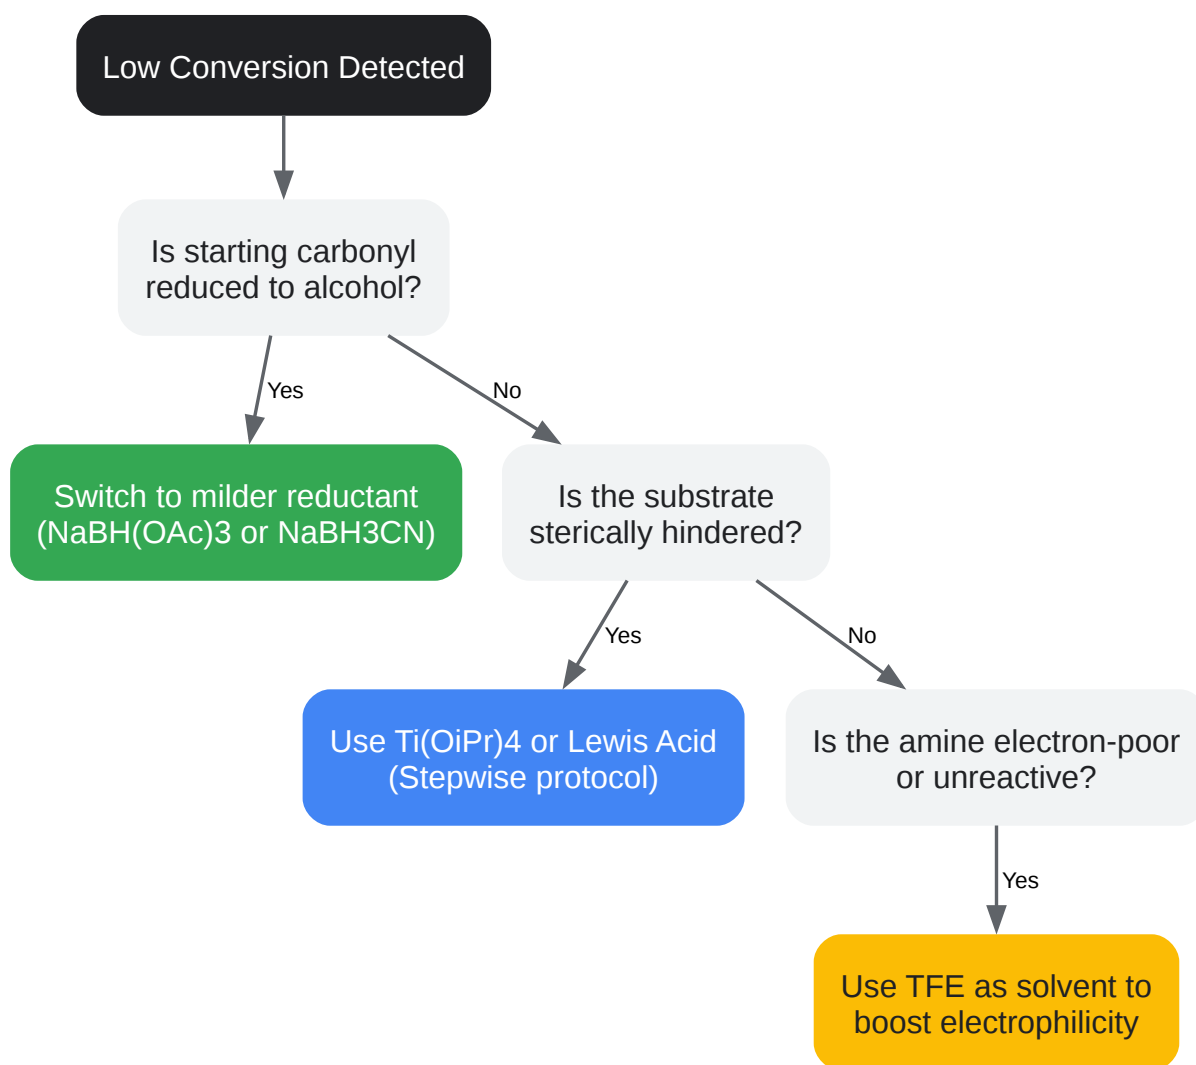 Low Conversion Detected
Is starting carbonyl
reduced to alcohol?
Yes
No
Switch to milder reductant
(NaBH(OAc)3 or NaBH3CN)
Is the substrate
sterically hindered?
Yes
No
Use Ti(OiPr)4 or Lewis Acid
(Stepwise protocol)
Is the amine electron-poor
or unreactive?
Yes
Use TFE as solvent to
boost electrophilicity